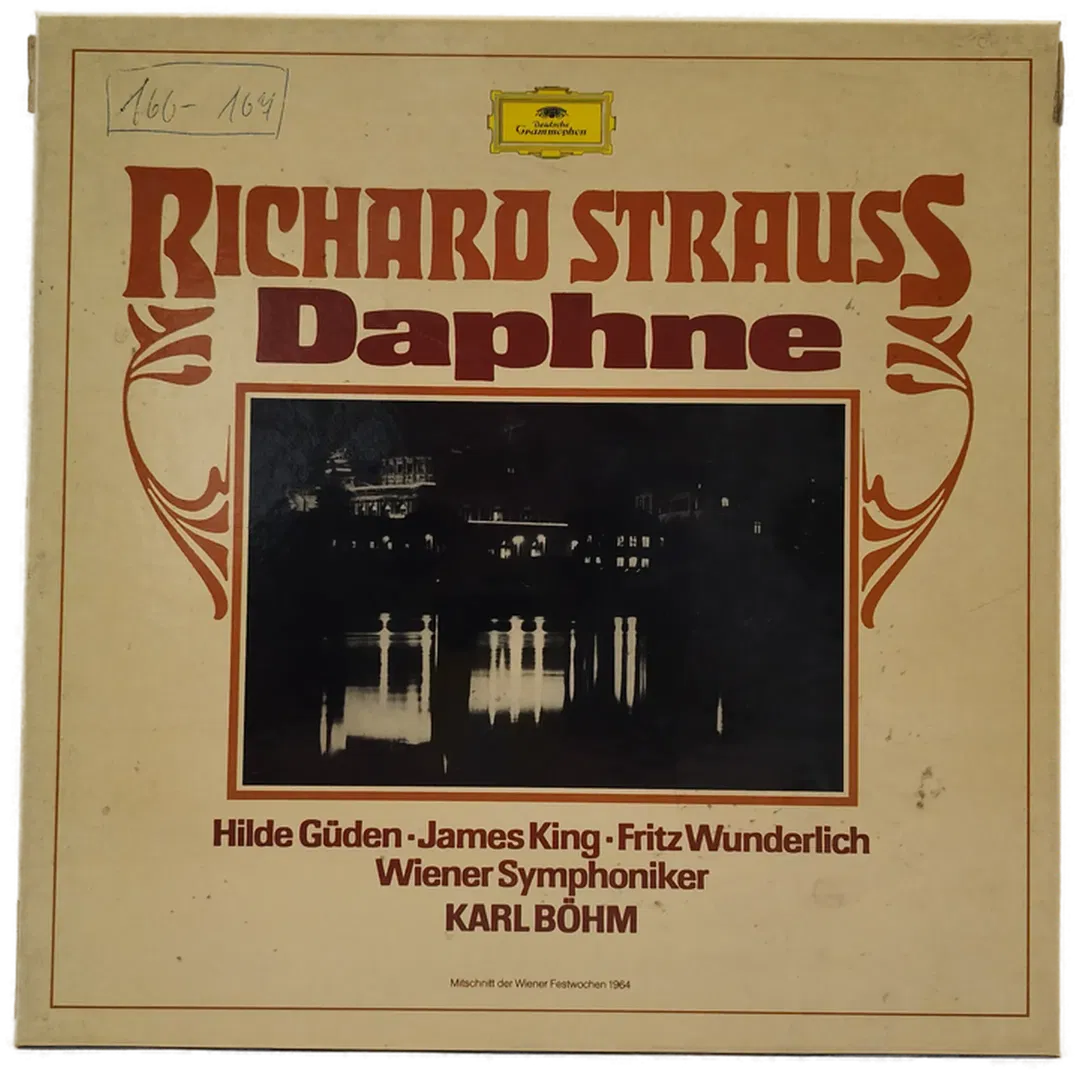 166- 167
Deutsche
Grammophon
RICHARD STRAUSS
Daphne
Hilde Güden · James King · Fritz Wunderlich
Wiener Symphoniker
KARL BÖHM
Mitschnitt der Wiener Festwochen 1964